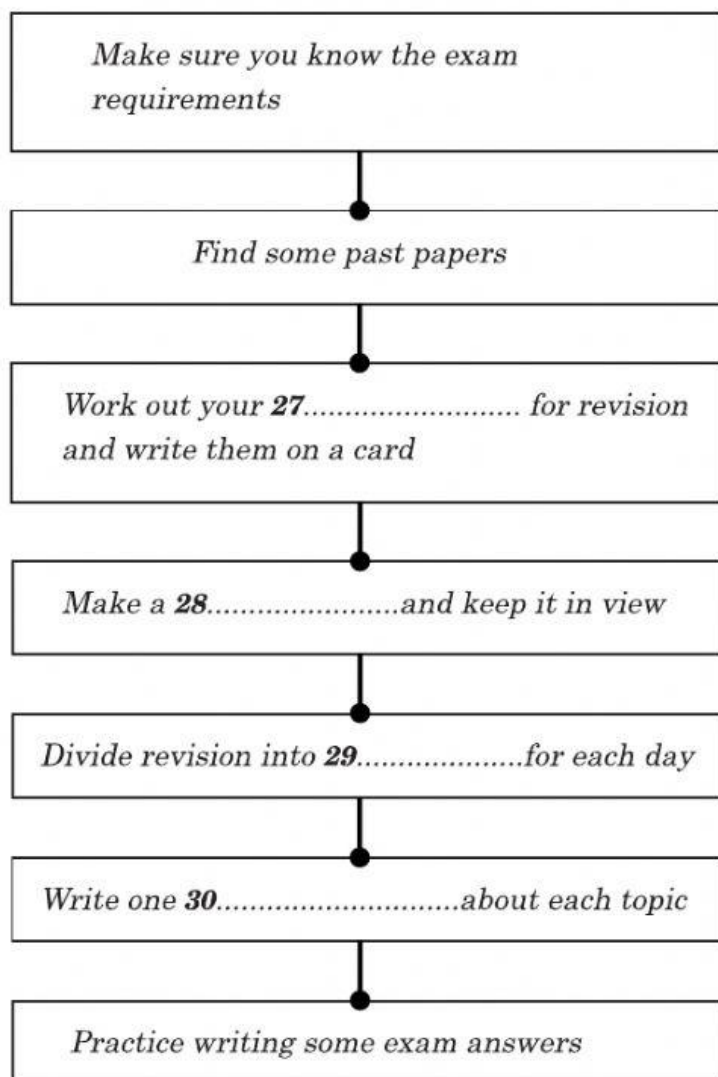 Make sure you know the exam
requirements
Find some past papers
Work out your 27.............................. for revision
and write them on a card
Make a 28.......................and keep it in view
Divide revision into 29....................for each day
Write one 30.............................about each topic
Practice writing some exam answers